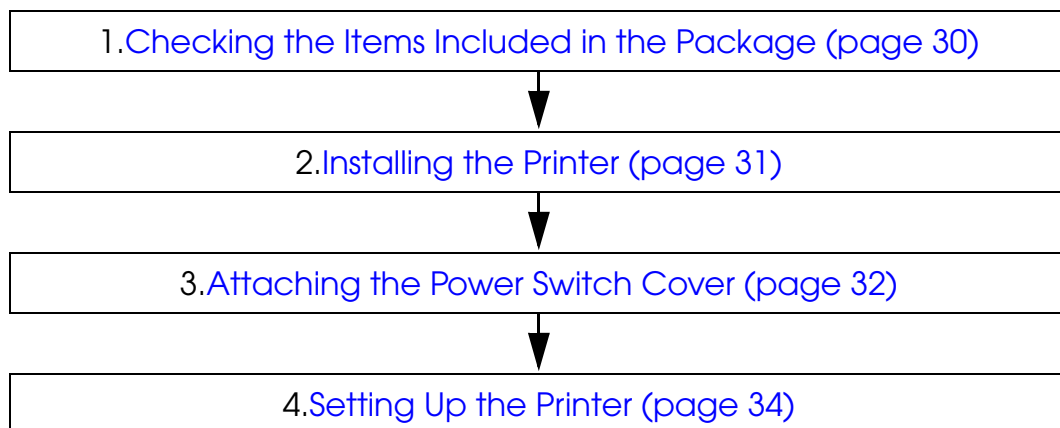 1.Checking the Items Included in the Package (page 30)
2.Installing the Printer (page 31)
3.Attaching the Power Switch Cover (page 32)
4.Setting Up the Printer (page 34)